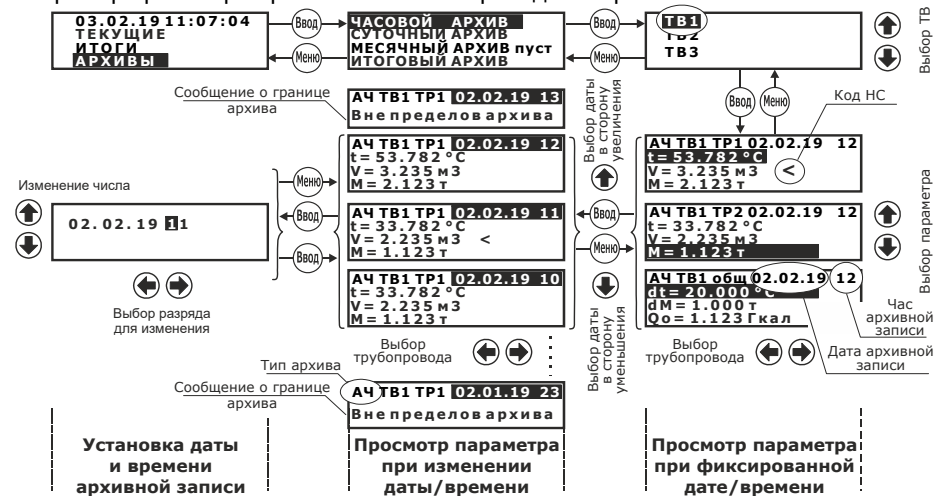 03.02.19 11:07:04
ТЕКУЩИЕ
ИТОГИ
АРХИВЫ
Ввод
Меню
ЧАСОВОЙ АРХИВ
СУТОЧНЫЙ АРХИВ
МЕСЯЧНЫЙ АРХИВ пуст
ИТОГОВЫЙ АРХИВ
Ввод
Меню
ТВ1
ТВ2
ТВ3
Выбор ТВ
Ввод
Меню
Код НС
Сообщение о границе
архива
АЧ ТВ1 ТР1 02.02.19 13
Вне пределов архива
АЧ ТВ1 ТР1 02.02.19 12
t= 53.782 °C
V= 3.235 м3
M= 2.123 т
АЧ ТВ1 ТР1 02.02.19 11
t= 33.782 °C
V= 2.235 м3 <
M= 1.123 т
АЧ ТВ1 ТР1 02.02.19 10
t= 33.782 °C
V= 2.235 м3
M= 1.123 т
Выбор даты
в сторону
увеличения
Ввод
Меню
Выбор даты
в сторону
уменьшения
АЧ ТВ1 ТР1 02.02.19 12
t= 53.782 °C
V= 3.235 м3 <
M= 2.123 т
АЧ ТВ1 ТР2 02.02.19 12
t= 33.782 °C
V= 2.235 м3
M= 1.123 т
АЧ ТВ1 общ 02.02.19 12
dt= 20.000 °C
dM= 1.000 т
Qo= 1.123 Гкал
Выбор параметра
Изменение числа
02.02.19 11
Меню
Ввод
Ввод
Выбор разряда
для изменения
Выбор
трубопровода
Выбор
трубопровода
Час
архивной
записи
Дата архивной
записи
Тип архива
Сообщение о границе
архива
АЧ ТВ1 ТР1 02.01.19 23
Вне пределов архива
Установка даты
и времени
архивной записи
Просмотр параметра
при изменении
даты/времени
Просмотр параметра
при фиксированной
дате/времени